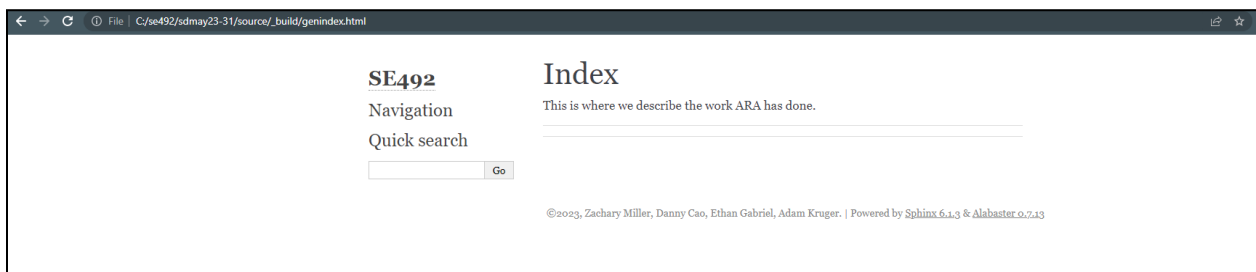 File C:/se492/sdmay23-31/source/_build/genindex.html
SE492
Navigation
Quick search
Go
Index
This is where we describe the work ARA has done.
©2023, Zachary Miller, Danny Cao, Ethan Gabriel, Adam Kruger. | Powered by Sphinx 6.1.3 & Alabaster 0.7.13